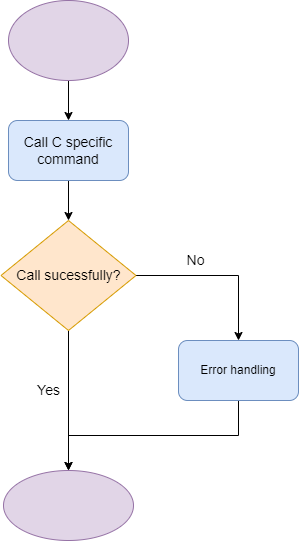 Call C specific
command
Call sucessfully?
No
Error handling
Yes